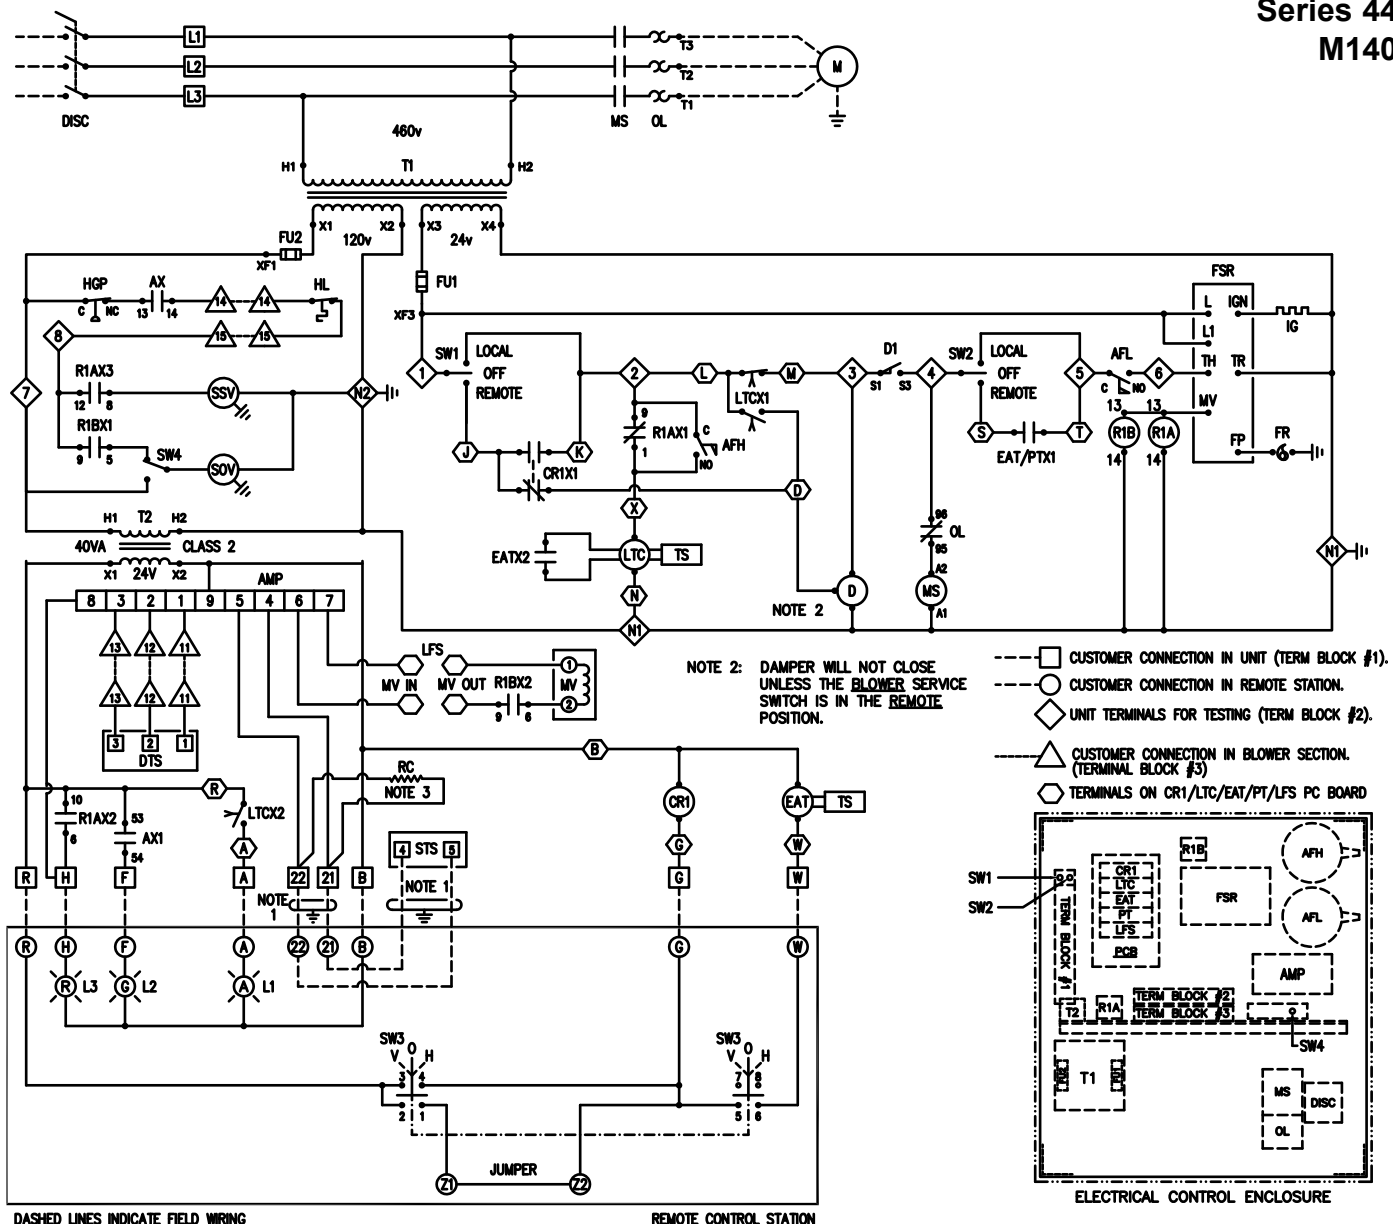 Series 44
M140
L1
L2
L3
T3
T2
T1
M
DISC
MS
OL
460v
H1
T1
H2
X1
X2
X3
X4
120v
24v
FU2
XF1
FU1
XF3
HGP
AX
HL
C
NC
13
14
14
14
15
15
8
7
R1AX3
12
8
SSV
N2
R1BX1
9
5
SW4
SOV
SW1
LOCAL
OFF
REMOTE
1
2
L
M
LTCX1
3
D1
S1
S3
4
SW2
LOCAL
OFF
REMOTE
5
AFL
C
NO
6
FSR
L
IGN
IG
L1
TH
TR
MV
FP
FR
13
13
R1B
R1A
14
14
J
K
CR1X1
9
R1AX1
1
C
AFH
NO
D
S
T
EAT/PTX1
X
EATX2
LTC
TS
N
N1
96
OL
95
A2
MS
A1
D
NOTE 2
N1
H1
T2
H2
40VA
CLASS 2
X1
24V
X2
AMP
8
3
2
1
9
5
4
6
7
13
12
11
13
12
11
3
2
1
DTS
LFS
MV IN
MV OUT
R1BX2
9
6
1
MV
2
NOTE 2: DAMPER WILL NOT CLOSE
UNLESS THE BLOWER SERVICE
SWITCH IS IN THE REMOTE
POSITION.
CUSTOMER CONNECTION IN UNIT (TERM BLOCK #1).
CUSTOMER CONNECTION IN REMOTE STATION.
UNIT TERMINALS FOR TESTING (TERM BLOCK #2).
CUSTOMER CONNECTION IN BLOWER SECTION.
(TERMINAL BLOCK #3)
TERMINALS ON CR1/LTC/EAT/PT/LFS PC BOARD
B
RC
NOTE 3
R
10
R1AX2
6
53
AX1
54
LTCX2
A
CR1
EAT
TS
G
W
4
STS
5
NOTE 1
R
H
F
A
22
21
B
G
W
NOTE
1
R
H
F
A
22
21
B
G
W
R
L3
G
L2
A
L1
SW3
V
O
H
3
4
2
1
SW3
V
O
H
7
8
5
6
Z1
JUMPER
Z2
DASHED LINES INDICATE FIELD WIRING
REMOTE CONTROL STATION
SW1
SW2
TERM BLOCK #1
CR1
LTC
EAT
PT
LFS
PCB
R1B
FSR
AFH
AFL
AMP
T2
R1A
TERM BLOCK #2
TERM BLOCK #3
SW4
FU2
T1
FU1
MS
DISC
OL
ELECTRICAL CONTROL ENCLOSURE